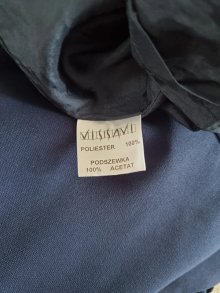 VISSAVI
POLIESTER 100%
PODSZEWKA
100% ACETAT